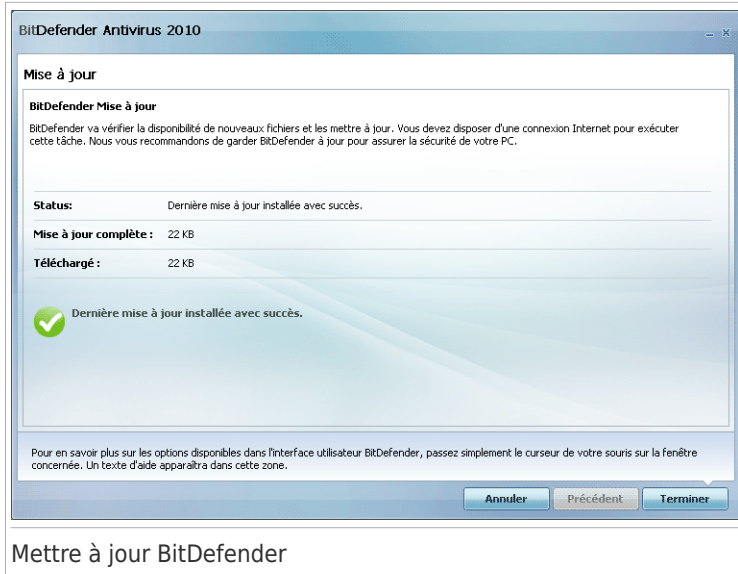 BitDefender Antivirus 2010
Mise à jour
BitDefender Mise à jour
BitDefender va vérifier la disponibilité de nouveaux fichiers et les mettre à jour. Vous devez disposer d'une connexion Internet pour exécuter
cette tâche. Nous vous recommandons de garder BitDefender à jour pour assurer la sécurité de votre PC.
Status: Dernière mise à jour installée avec succès.
Mise à jour complète : 22 KB
Téléchargé : 22 KB
Dernière mise à jour installée avec succès.
Pour en savoir plus sur les options disponibles dans l'interface utilisateur BitDefender, passez simplement le curseur de votre souris sur la fenêtre
concernée. Un texte d'aide apparaîtra dans cette zone.
Annuler Précédent Terminer
Mettre à jour BitDefender